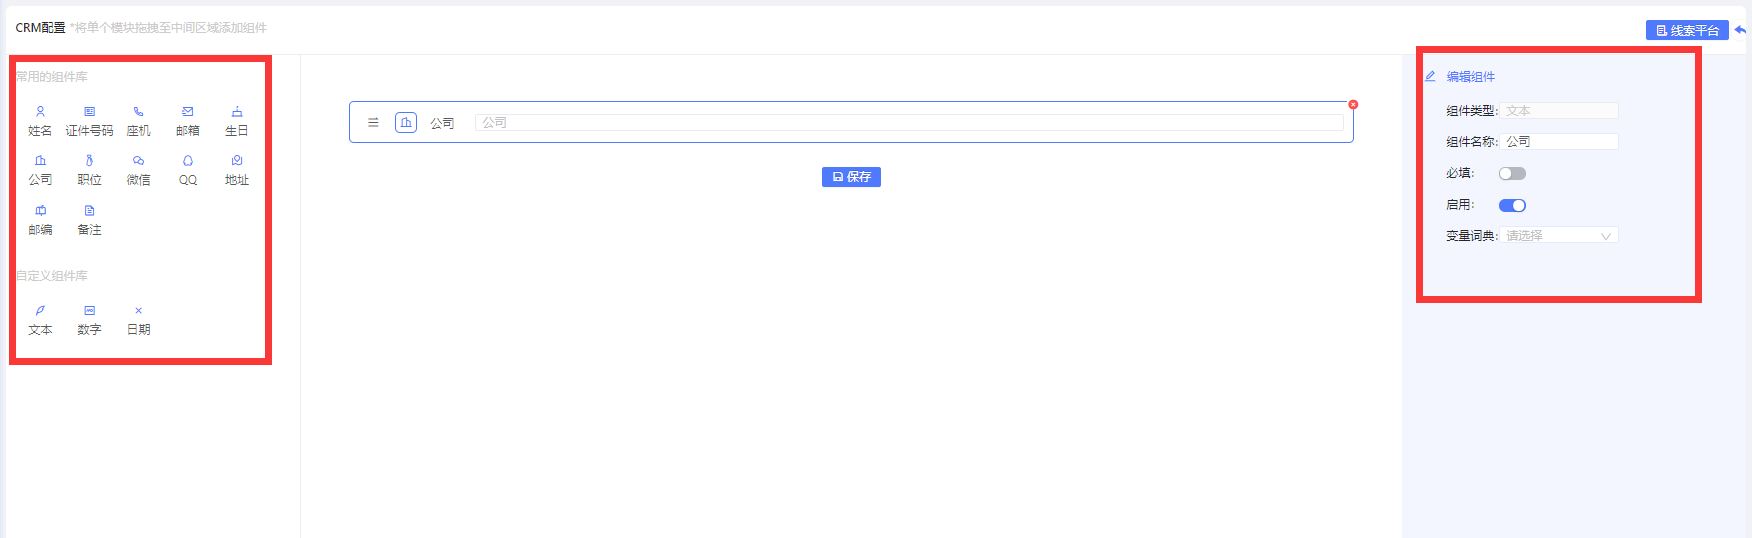 CRM配置 *将单个模块拖拽至中间区域添加组件
线索平台
常用的组件库
姓名 证件号码 座机 邮箱 生日
公司 职位 微信 QQ 地址
邮编 备注
自定义组件库
文本 数字 日期
公司 公司
保存
编辑组件
组件类型: 文本
组件名称: 公司
必填:
启用:
变量词典: 请选择